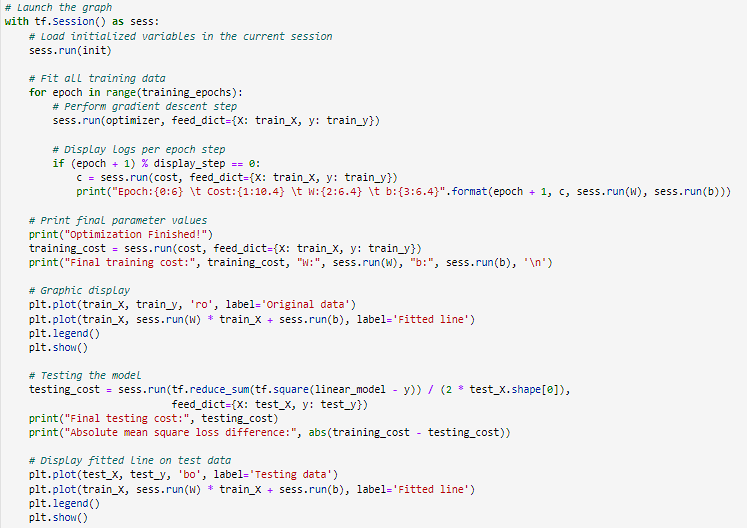 # Launch the graph
with tf.Session() as sess:
    # Load initialized variables in the current session
    sess.run(init)

    # Fit all training data
    for epoch in range(training_epochs):
        # Perform gradient descent step
        sess.run(optimizer, feed_dict={X: train_X, y: train_y})

        # Display logs per epoch step
        if (epoch + 1) % display_step == 0:
            c = sess.run(cost, feed_dict={X: train_X, y: train_y})
            print("Epoch:{0:6} \t Cost:{1:10.4} \t W:{2:6.4} \t b:{3:6.4}".format(epoch + 1, c, sess.run(W), sess.run(b)))

    # Print final parameter values
    print("Optimization Finished!")
    training_cost = sess.run(cost, feed_dict={X: train_X, y: train_y})
    print("Final training cost:", training_cost, "W:", sess.run(W), "b:", sess.run(b), '\n')

    # Graphic display
    plt.plot(train_X, train_y, 'ro', label='Original data')
    plt.plot(train_X, sess.run(W) * train_X + sess.run(b), label='Fitted line')
    plt.legend()
    plt.show()

    # Testing the model
    testing_cost = sess.run(tf.reduce_sum(tf.square(linear_model - y)) / (2 * test_X.shape[0]),
                            feed_dict={X: test_X, y: test_y})
    print("Final testing cost:", testing_cost)
    print("Absolute mean square loss difference:", abs(training_cost - testing_cost))

    # Display fitted line on test data
    plt.plot(test_X, test_y, 'bo', label='Testing data')
    plt.plot(train_X, sess.run(W) * train_X + sess.run(b), label='Fitted line')
    plt.legend()
    plt.show()